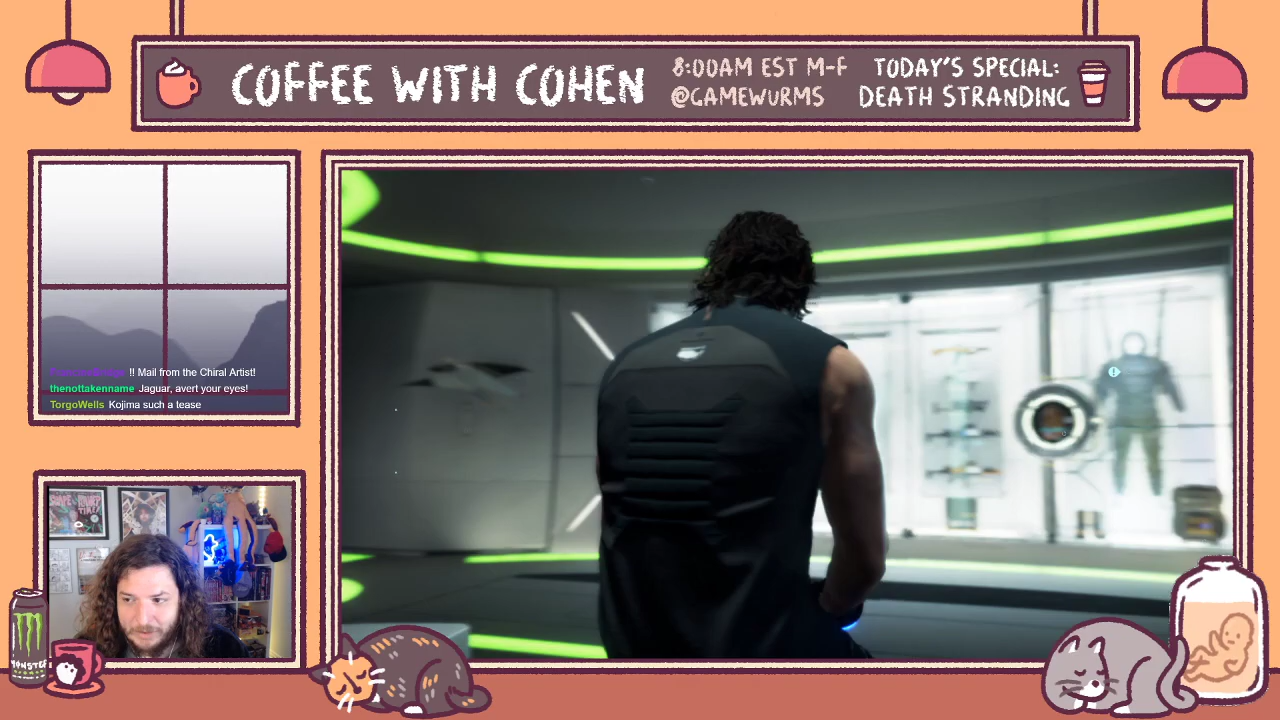 COFFEE WITH COHEN
8:00AM EST M-F
@GAMEWURMS
TODAY'S SPECIAL:
DEATH STRANDING
!! Mail from the Chiral Artist!
thenottakenname Jaguar, avert your eyes!
TorgoWells Kojima such a tease
MONSTER